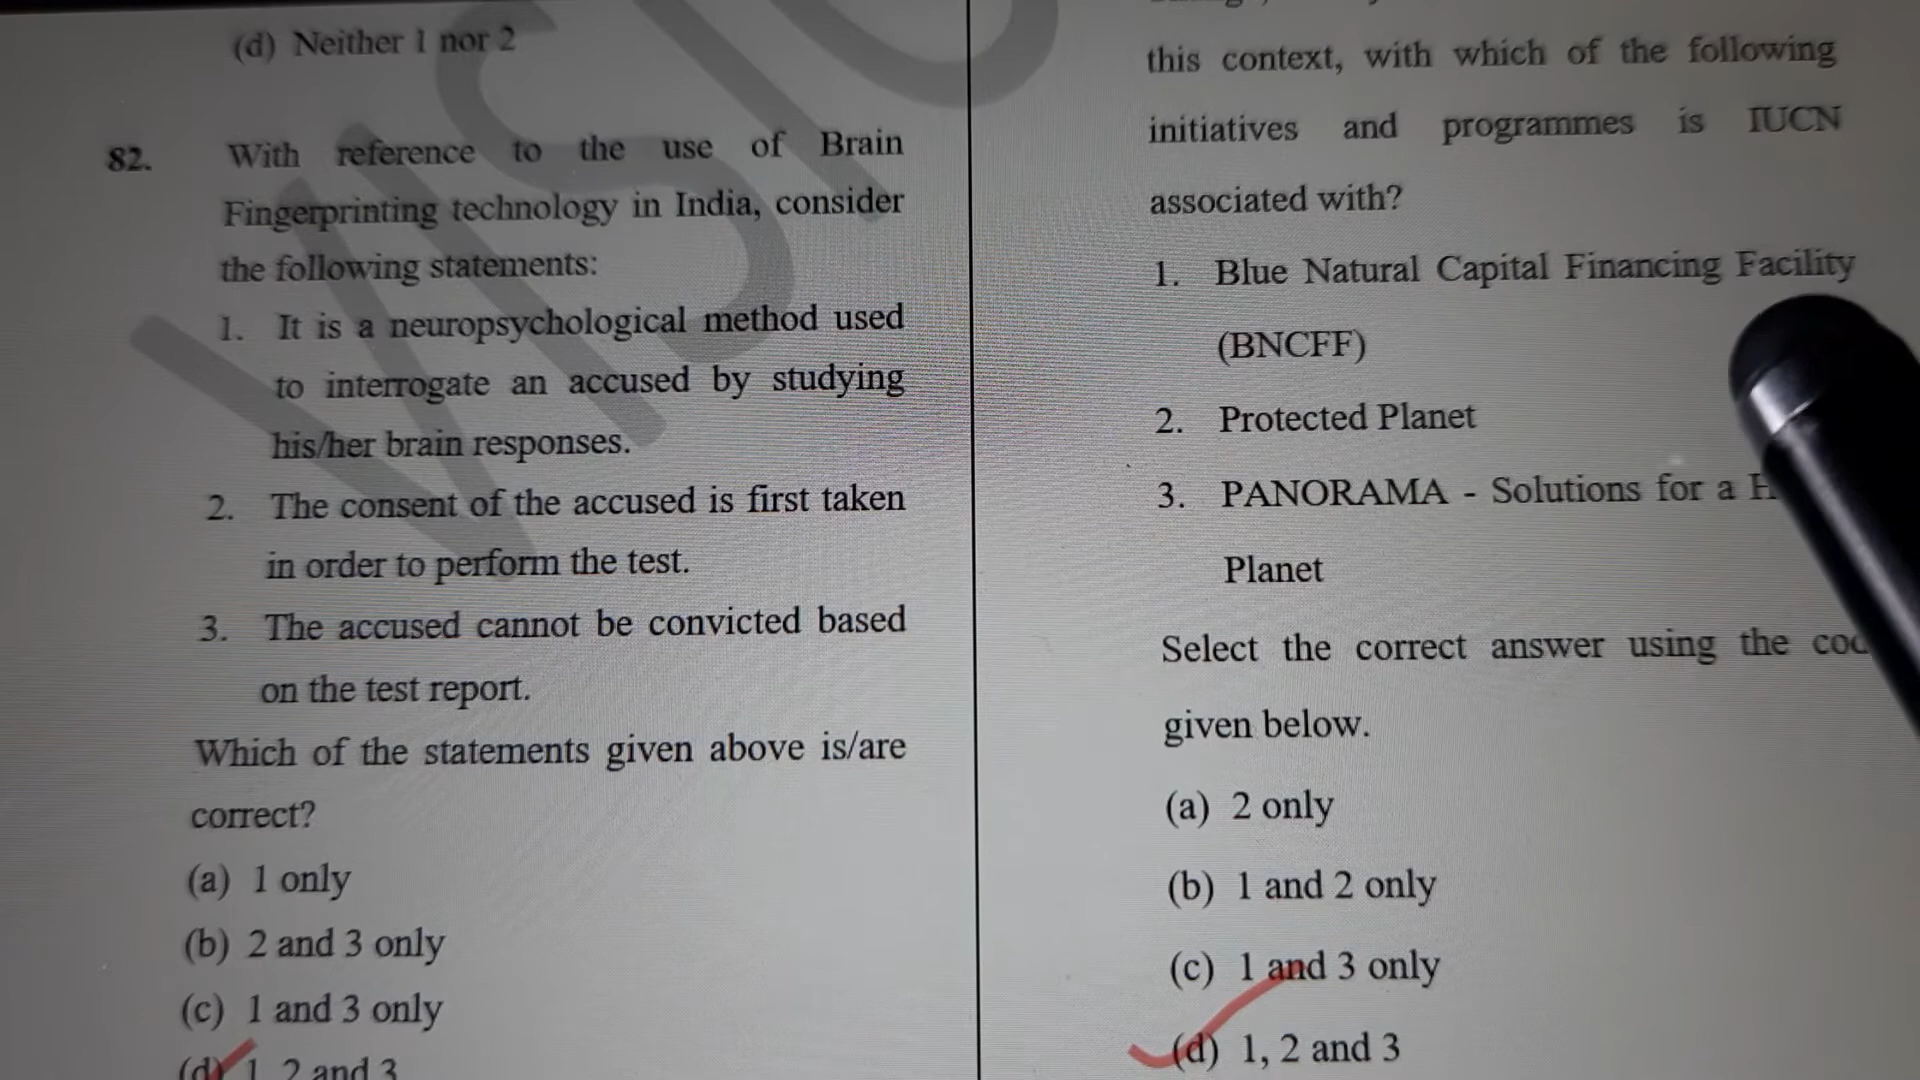 (d) Neither 1 nor 2
82. With reference to the use of Brain
Fingerprinting technology in India, consider
the following statements:
1. It is a neuropsychological method used
to interrogate an accused by studying
his/her brain responses.
2. The consent of the accused is first taken
in order to perform the test.
3. The accused cannot be convicted based
on the test report.
Which of the statements given above is/are
correct?
(a) 1 only
(b) 2 and 3 only
(c) 1 and 3 only
(d) 1, 2 and 3
this context, with which of the following
initiatives and programmes is IUCN
associated with?
1. Blue Natural Capital Financing Facility
(BNCFF)
2. Protected Planet
3. PANORAMA - Solutions for a
Planet
Select the correct answer using the
given below.
(a) 2 only
(b) 1 and 2 only
(c) 1 and 3 only
(d) 1, 2 and 3